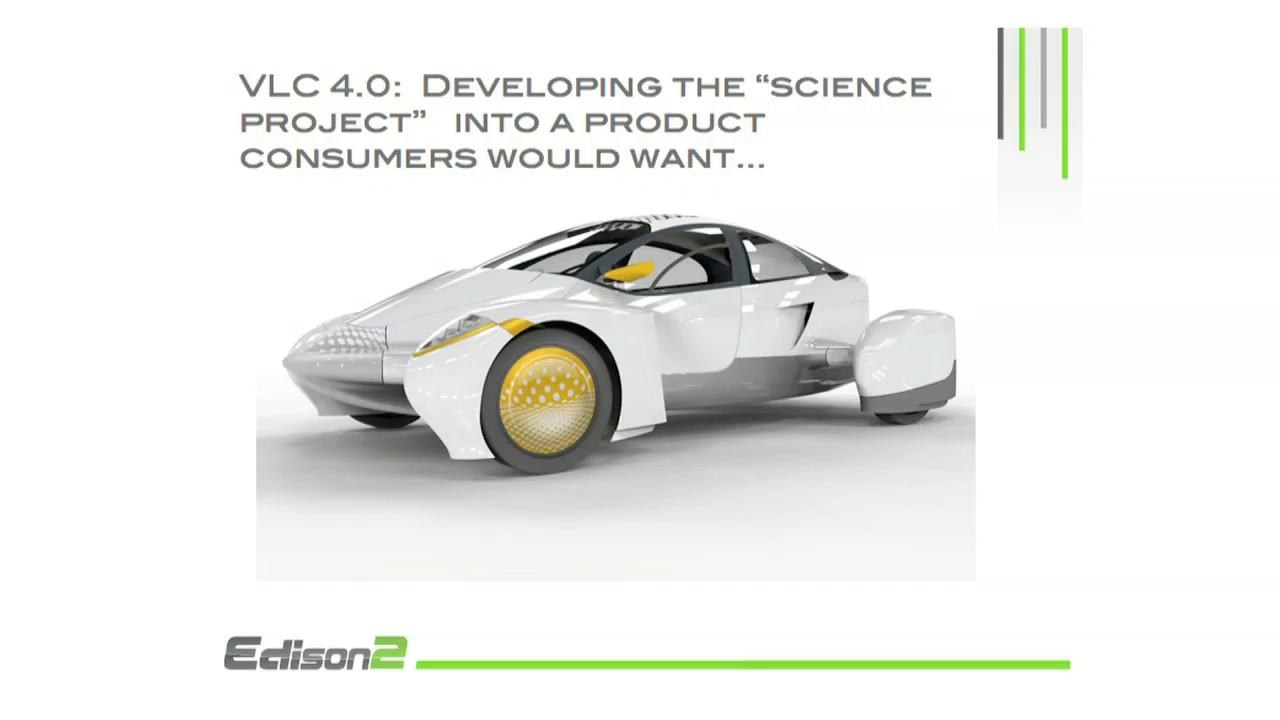 VLC 4.0: DEVELOPING THE “SCIENCE
PROJECT” INTO A PRODUCT
CONSUMERS WOULD WANT...
Edison2